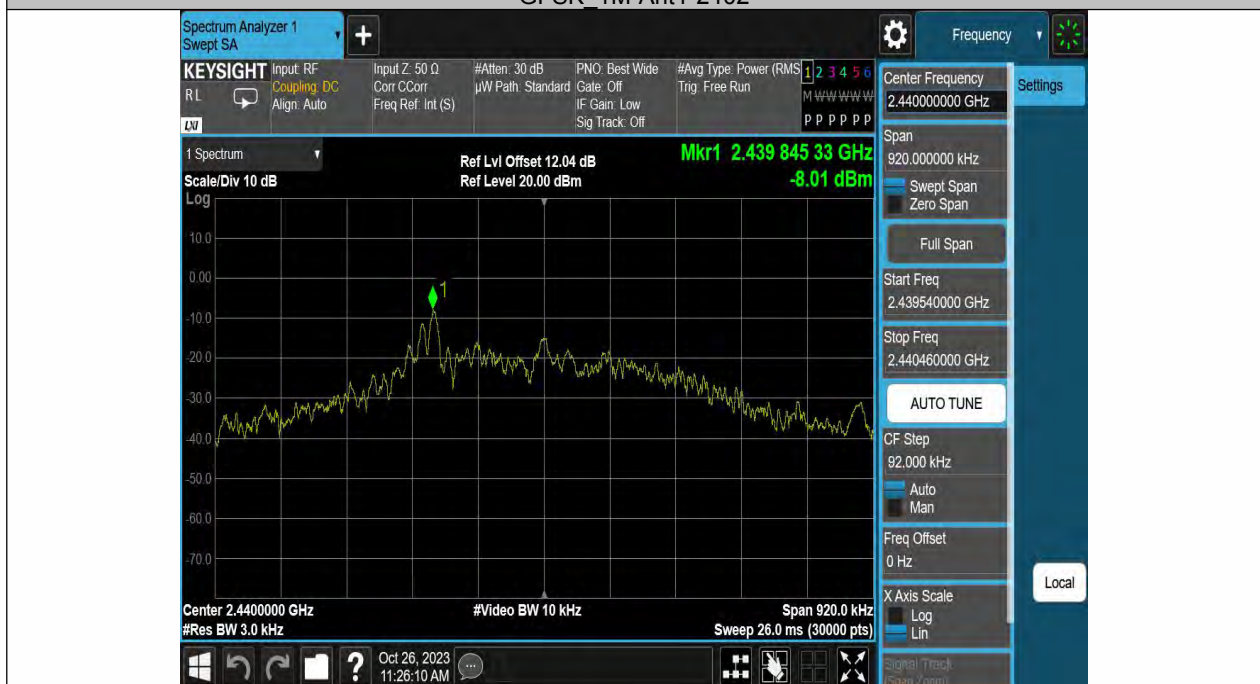 Spectrum Analyzer 1
Swept SA
+
Frequency
KEYSIGHT
RL
LXI
Input: RF
Coupling: DC
Align: Auto
Input Z: 50 Ω
Corr CCorr
Freq Ref: Int (S)
#Atten: 30 dB
µW Path: Standard
PNO: Best Wide
Gate: Off
IF Gain: Low
Sig Track: Off
#Avg Type: Power (RMS
Trig: Free Run
1 2 3 4 5 6
M W W W W W
P P P P P P
Center Frequency
2.440000000 GHz
Settings
Span
920.000000 kHz
Swept Span
Zero Span
Full Span
Start Freq
2.439540000 GHz
Stop Freq
2.440460000 GHz
AUTO TUNE
CF Step
92.000 kHz
Auto
Man
Freq Offset
0 Hz
X Axis Scale
Log
Lin
Signal Track
(Span Zoom)
Local
1 Spectrum
Scale/Div 10 dB
Log
Ref Lvl Offset 12.04 dB
Ref Level 20.00 dBm
Mkr1 2.439 845 33 GHz
-8.01 dBm
1
10.0
0.00
-10.0
-20.0
-30.0
-40.0
-50.0
-60.0
-70.0
Center 2.4400000 GHz
#Res BW 3.0 kHz
#Video BW 10 kHz
Span 920.0 kHz
Sweep 26.0 ms (30000 pts)
?
Oct 26, 2023
11:26:10 AM